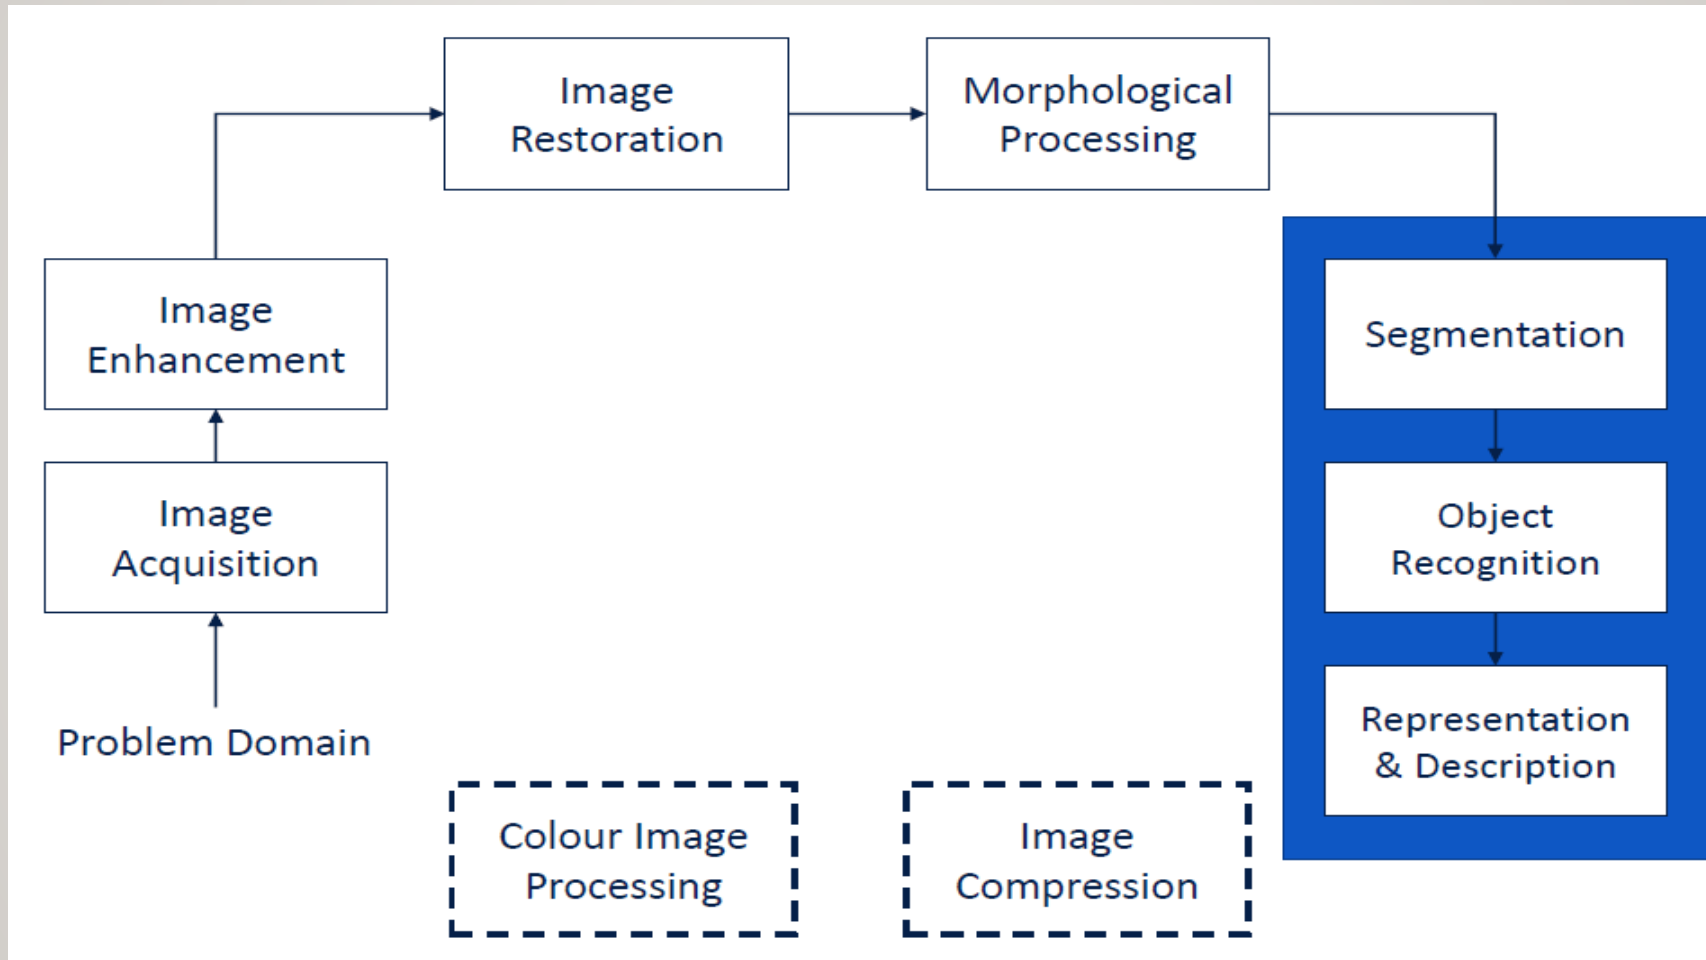 Image
Restoration
Morphological
Processing
Image
Enhancement
Segmentation
Image
Acquisition
Object
Recognition
Problem Domain
Representation
& Description
Colour Image
Processing
Image
Compression